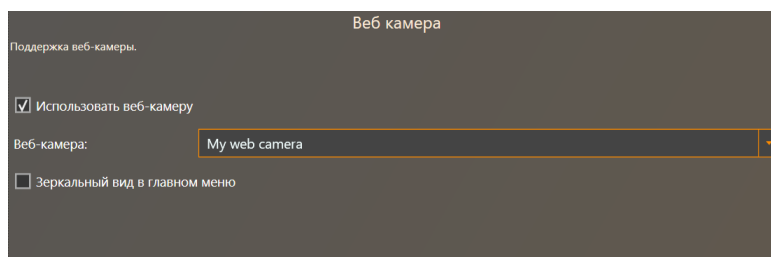 Веб камера
Поддержка веб-камеры.
Использовать веб-камеру
Веб-камера: My web camera
Зеркальный вид в главном меню